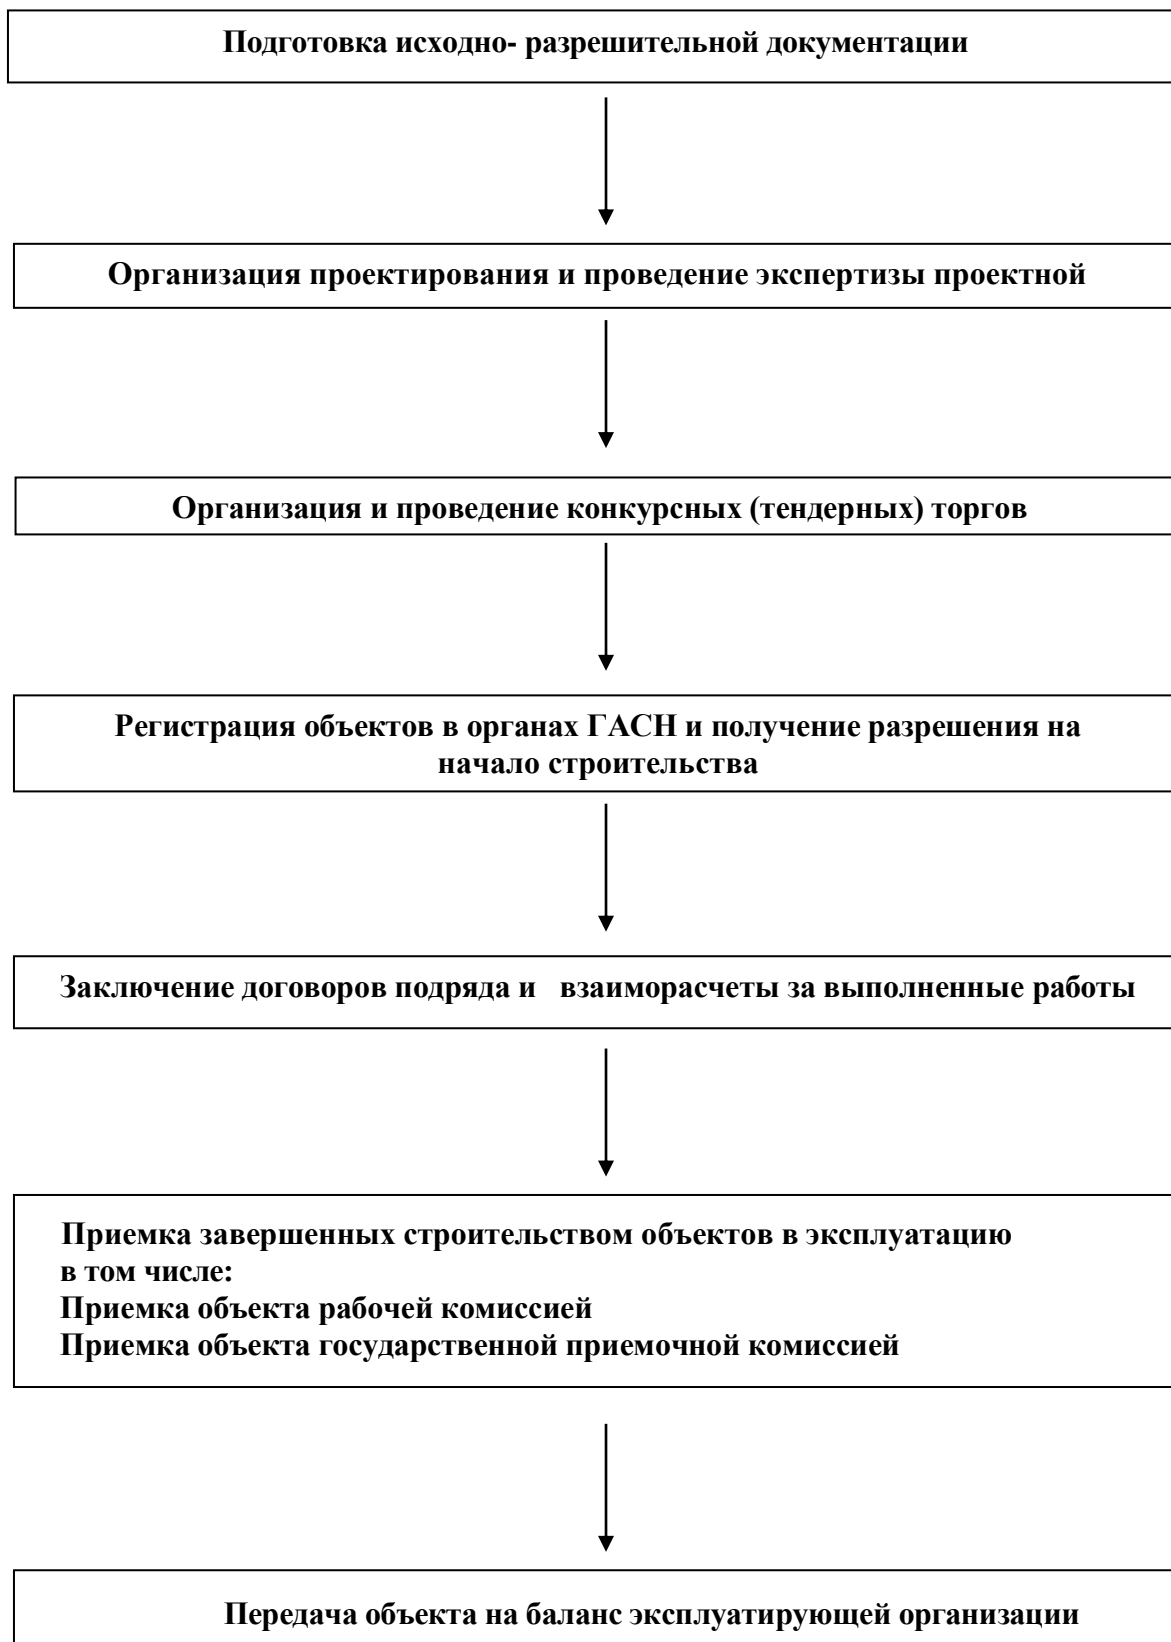 Подготовка исходно- разрешительной документации
Организация проектирования и проведение экспертизы проектной
Организация и проведение конкурсных (тендерных) торгов
Регистрация объектов в органах ГАСН и получение разрешения на
начало строительства
Заключение договоров подряда и взаиморасчеты за выполненные работы
Приемка завершенных строительством объектов в эксплуатацию
в том числе:
Приемка объекта рабочей комиссией
Приемка объекта государственной приемочной комиссией
Передача объекта на баланс эксплуатирующей организации